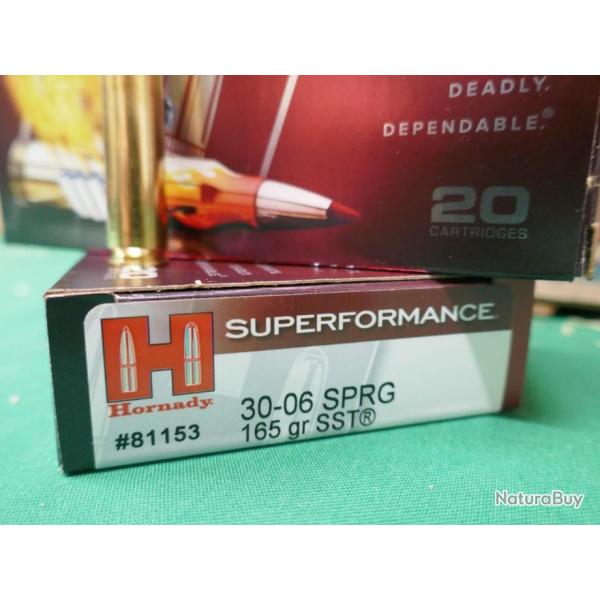 DEADLY.
DEPENDABLE.®
20
CARTRIDGES
SUPERFORMANCE
H
Hornady
30-06 SPRG
#81153
165 gr SST®
NaturaBuy